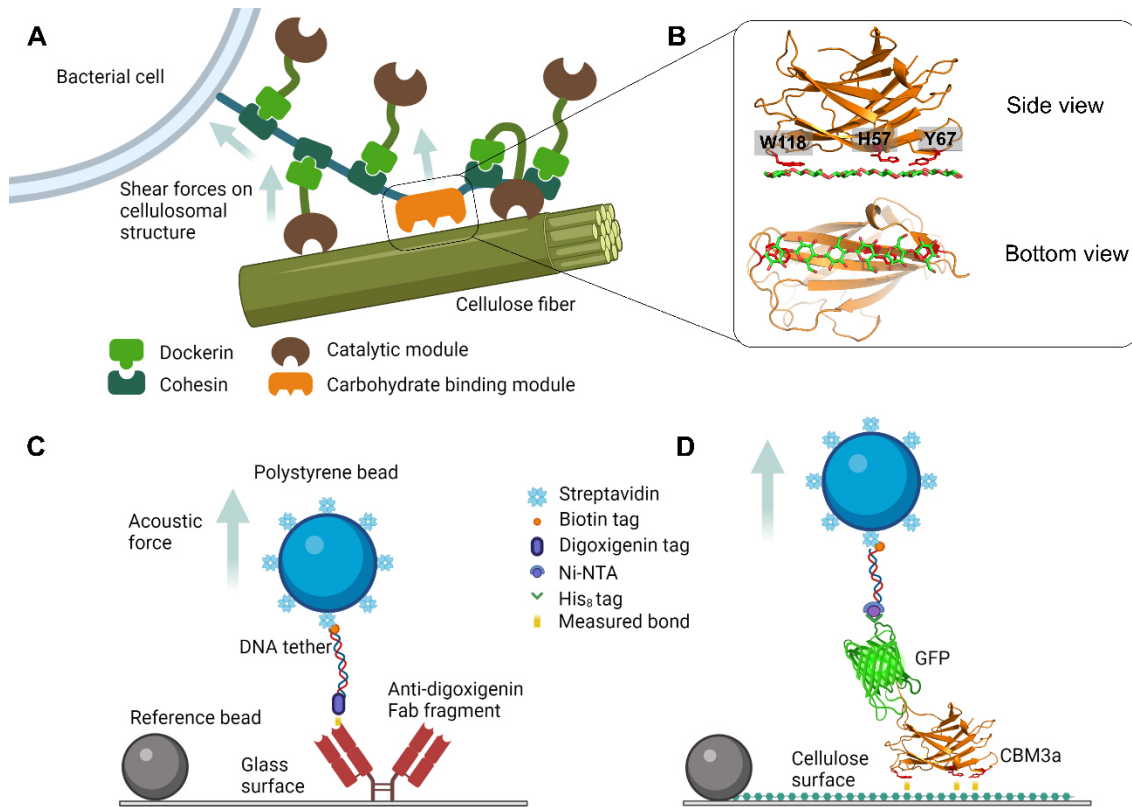 A
Bacterial cell
Shear forces on
cellulosomal
structure
Cellulose fiber
Dockerin
Cohesin
Catalytic module
Carbohydrate binding module
B
W118
H57
Y67
Side view
Bottom view
C
Polystyrene bead
Acoustic
force
DNA tether
Reference bead
Glass
surface
Anti-digoxigenin
Fab fragment
Streptavidin
Biotin tag
Digoxigenin tag
Ni-NTA
His₈ tag
Measured bond
D
GFP
CBM3a
Cellulose
surface